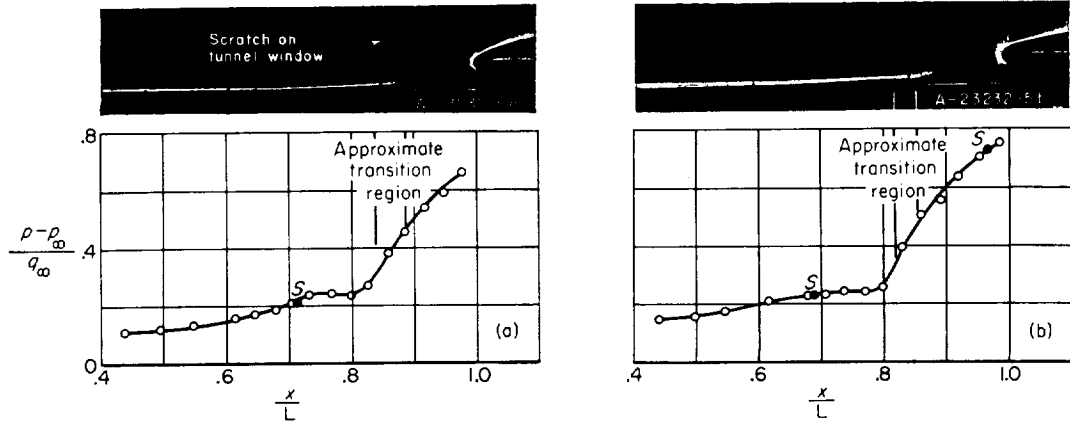 Scratch on
tunnel window
A-23232-51
.8
.4
0
p – p∞
q∞
Approximate
transition
region
S
(a)
.4
.6
.8
1.0
x
L
Approximate
transition
region
S
S
(b)
.4
.6
.8
1.0
x
L